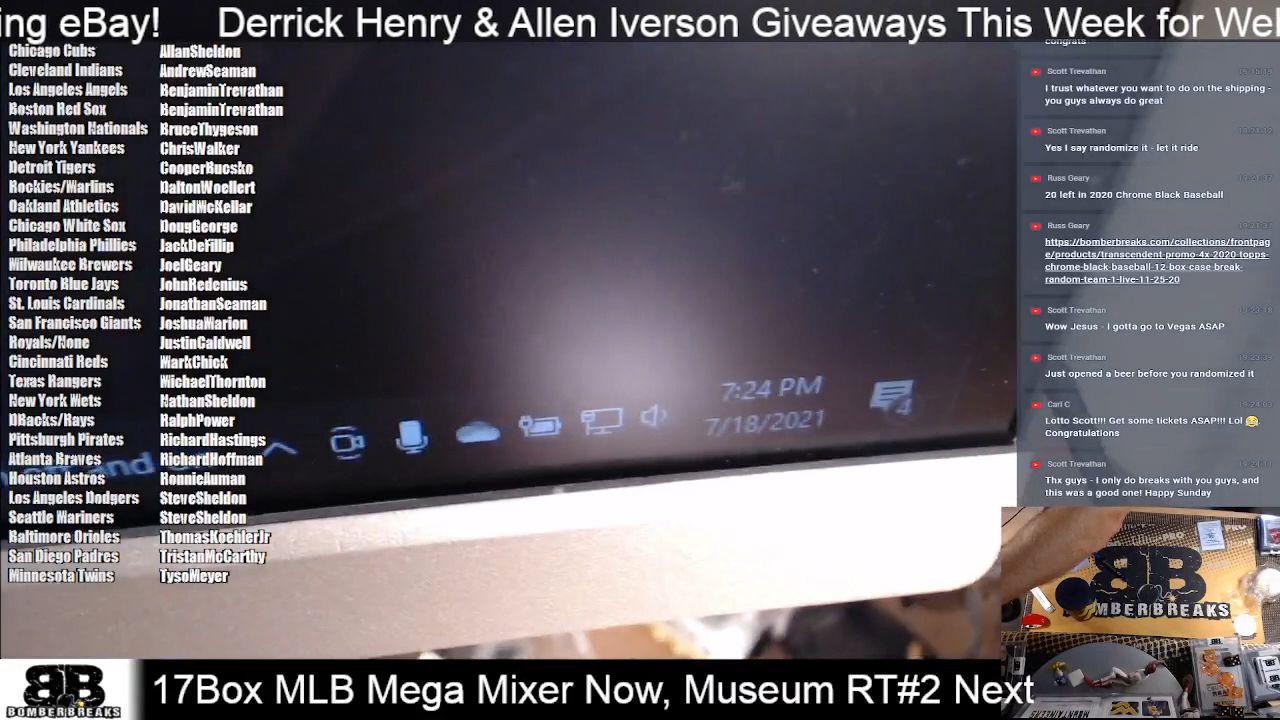 ing eBay! Derrick Henry & Allen Iverson Giveaways This Week for Wel
Chicago Cubs AllanSheldon
Cleveland Indians AndrewSeaman
Los Angeles Angels BenjaminTrevathan
Boston Red Sox BenjaminTrevathan
Washington Nationals BruceThygeson
New York Yankees ChrisWalker
Detroit Tigers CooperRucsko
Rockies/Marlins DaltonWoellert
Oakland Athletics DavidMcKellar
Chicago White Sox DougGeorge
Philadelphia Phillies JackDeFillip
Milwaukee Brewers JoelGeary
Toronto Blue Jays JohnRedenius
St. Louis Cardinals JonathanSeaman
San Francisco Giants JoshuaMarion
Royals/None JustinCaldwell
Cincinnati Reds MarkChick
Texas Rangers MichaelThornton
New York Mets NathanSheldon
DBacks/Rays RalphPower
Pittsburgh Pirates RichardHastings
Atlanta Braves RichardHoffman
Houston Astros RonnieAuman
Los Angeles Dodgers SteveSheldon
Seattle Mariners SteveSheldon
Baltimore Orioles ThomasKoehlerJr
San Diego Padres TristanMcCarthy
Minnesota Twins TysoMeyer
7:24 PM
7/18/2021
4
congrats
Scott Trevathan
I trust whatever you want to do on the shipping -
you guys always do great
Scott Trevathan
Yes I say randomize it - let it ride
Russ Geary
20 left in 2020 Chrome Black Baseball
Russ Geary
https://bomberbreaks.com/collections/frontpag
e/products/transcendent-promo-4x-2020-topps-
chrome-black-baseball-12-box-case-break-
random-team-1-live-11-25-20
Scott Trevathan
Wow Jesus - I gotta go to Vegas ASAP
Scott Trevathan
Just opened a beer before you randomized it
Carl C
Lotto Scott!!! Get some tickets ASAP!!! Lol 😂
Congratulations
Scott Trevathan
Thx guys - I only do breaks with you guys, and
this was a good one! Happy Sunday
BB
BOMBERBREAKS
BB
BOMBERBREAKS
17Box MLB Mega Mixer Now, Museum RT#2 Next